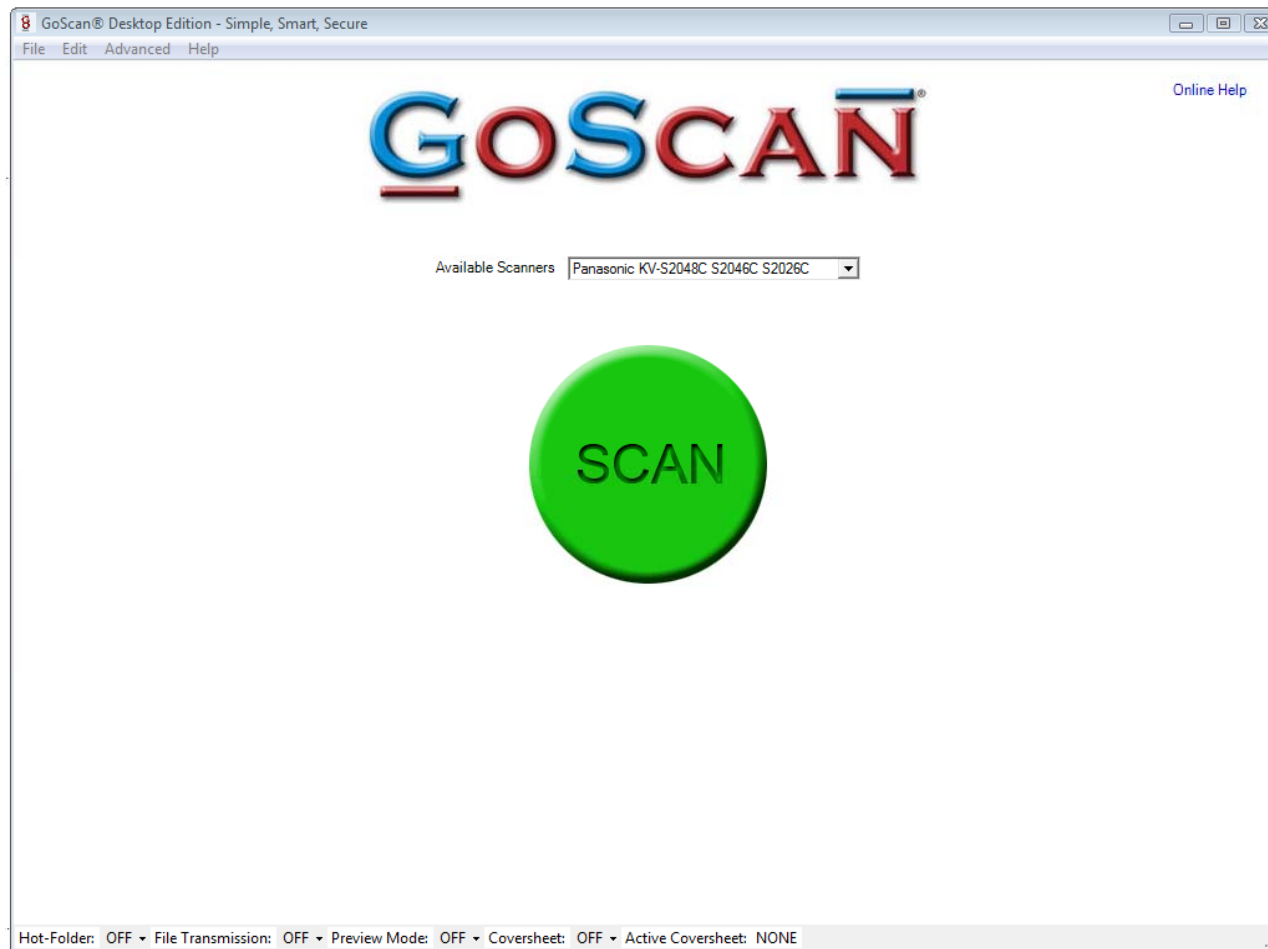 GoScan® Desktop Edition - Simple, Smart, Secure
File Edit Advanced Help
GOSCAN®
Online Help
Available Scanners Panasonic KV-S2048C S2046C S2026C
SCAN
Hot-Folder: OFF File Transmission: OFF Preview Mode: OFF Coversheet: OFF Active Coversheet: NONE